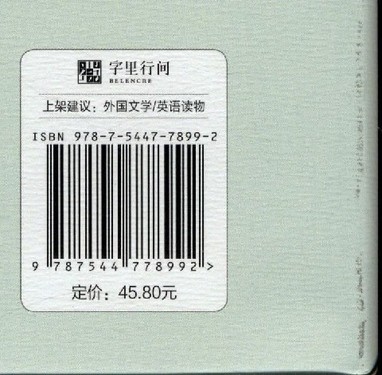 字里行间
BELENCRE
上架建议：外国文学/英语读物
ISBN 978-7-5447-7899-2
9 787544 778992 >
定价：45.80元